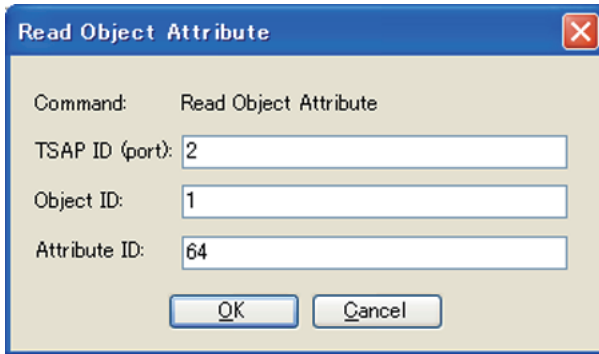 Read Object Attribute
Command: Read Object Attribute
TSAP ID (port): 2
Object ID: 1
Attribute ID: 64
OK Cancel